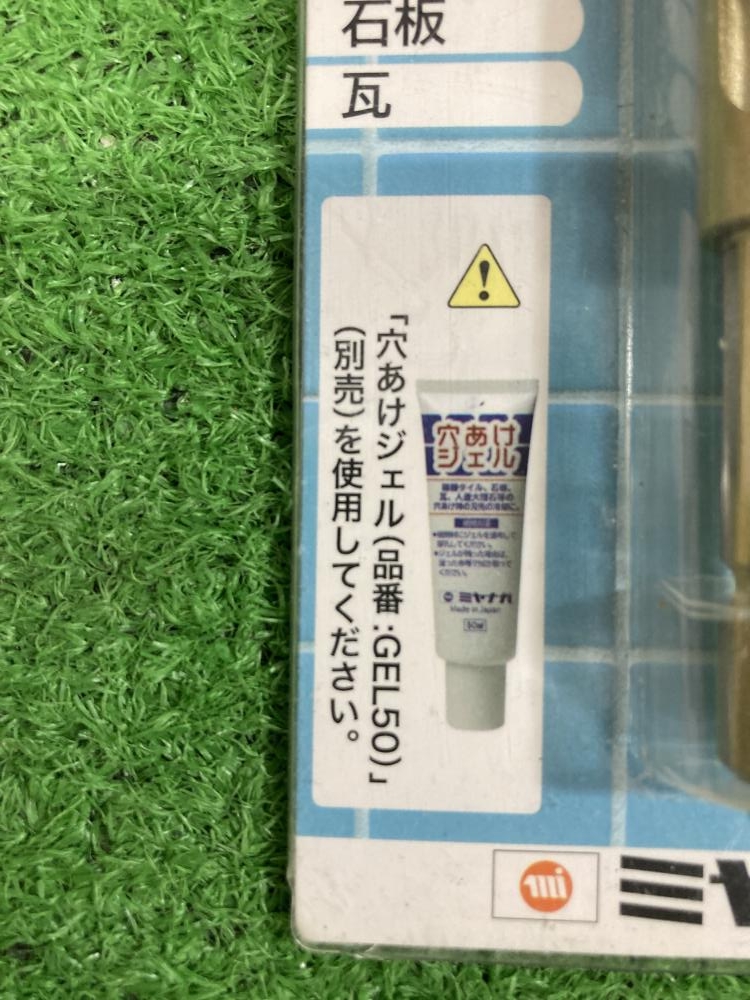 石板
瓦
「穴あけジェル(品番:GEL50)」
(別売)を使用してください。
穴あけ
ジェル
ミヤナガ
Made in Japan
ミヤ